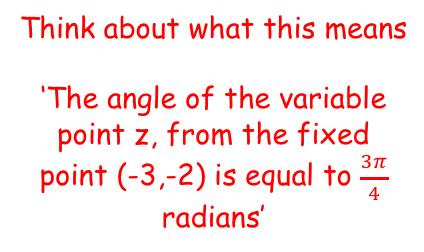 Think about what this means
'The angle of the variable
point z, from the fixed
point (-3,-2) is equal to 3π/4
radians'